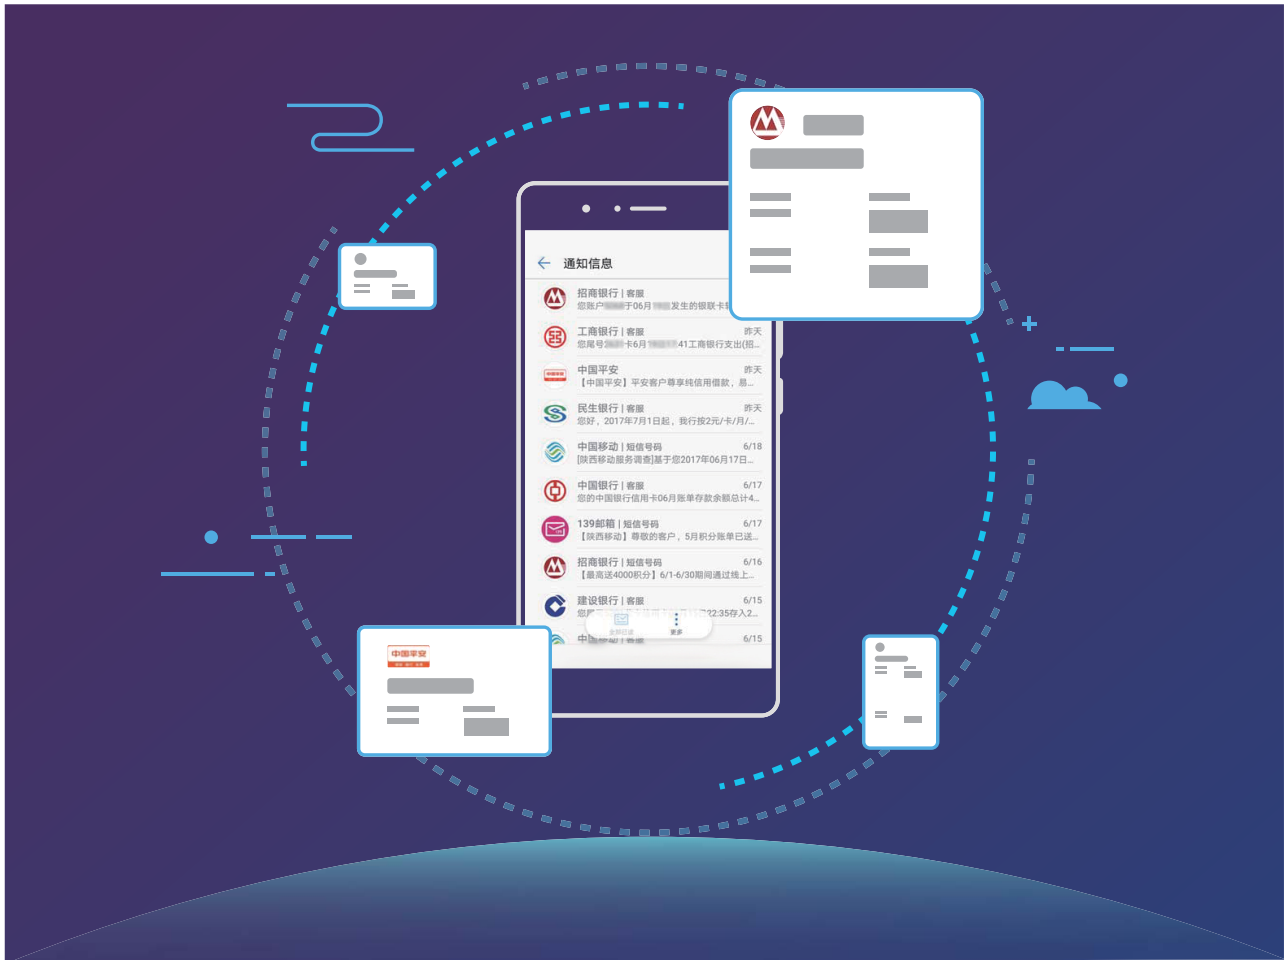 通知信息
招商银行 | 客服
您账户 于06月 发生的银联卡
工商银行 | 客服 昨天
您尾号 卡6月 41工商银行支出(招...
中国平安 昨天
【中国平安】平安客户尊享纯信用借款，易...
民生银行 | 客服 昨天
您好，2017年7月1日起，我行按2元/卡/月/...
中国移动 | 短信号码 6/18
[陕西移动服务调查]基于您2017年06月17日...
中国银行 | 客服 6/17
您的中国银行信用卡06月账单存款余额总计4...
139邮箱 | 短信号码 6/17
【陕西移动】尊敬的客户，5月积分账单已送...
招商银行 | 短信号码 6/16
【最高送4000积分】6/1-6/30期间通过线上...
建设银行 | 客服 6/15
您 22:35存入2...
更多
中国移动 | 客服 6/15
中国平安